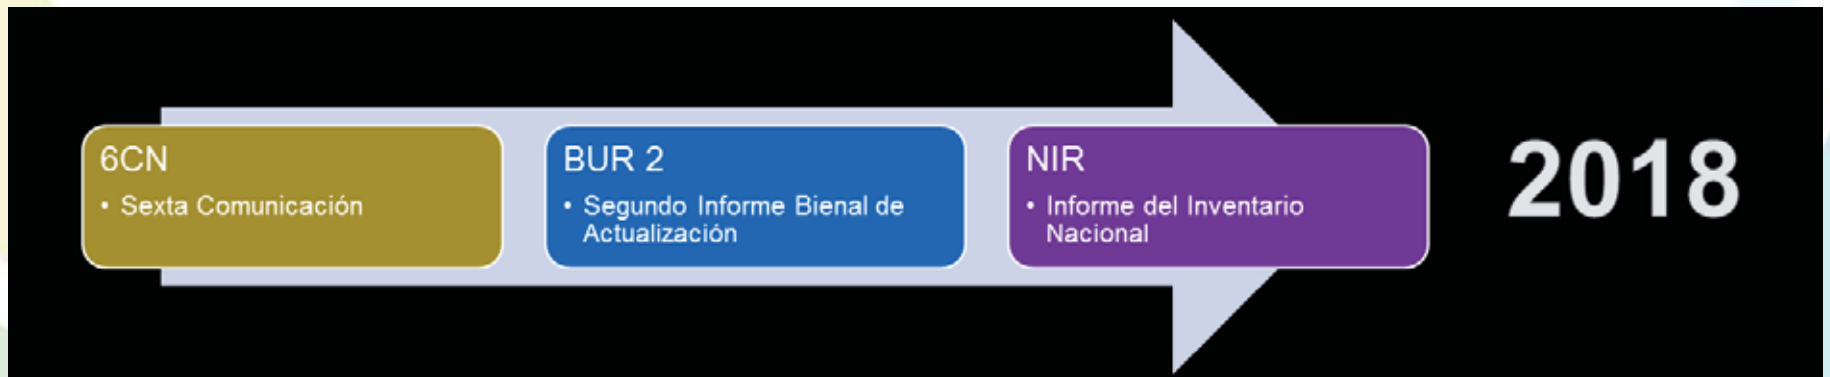 6CN
• Sexta Comunicación
BUR 2
• Segundo Informe Bienal de
Actualización
NIR
• Informe del Inventario
Nacional
2018